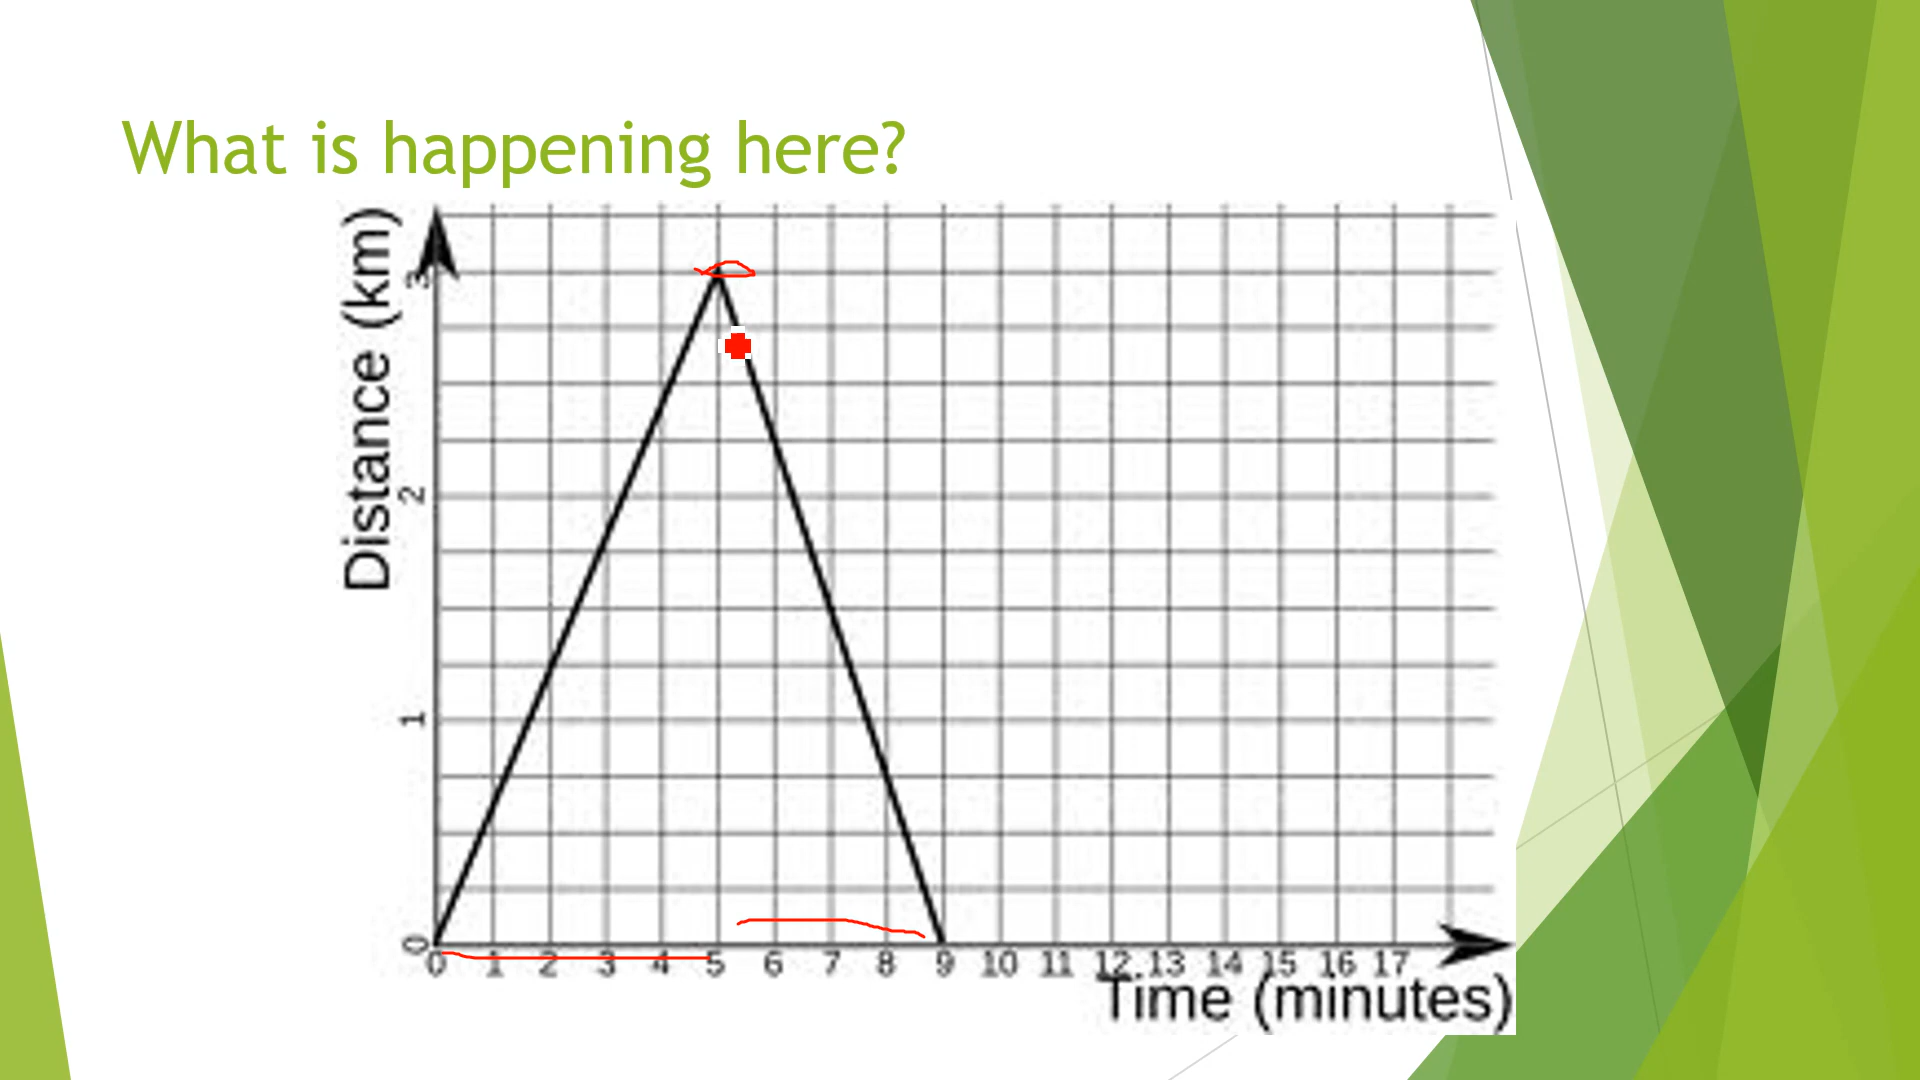 What is happening here?
Distance (km)
3
2
1
0
0 1 2 3 4 5 6 7 8 9 10 11 12 13 14 15 16 17
Time (minutes)